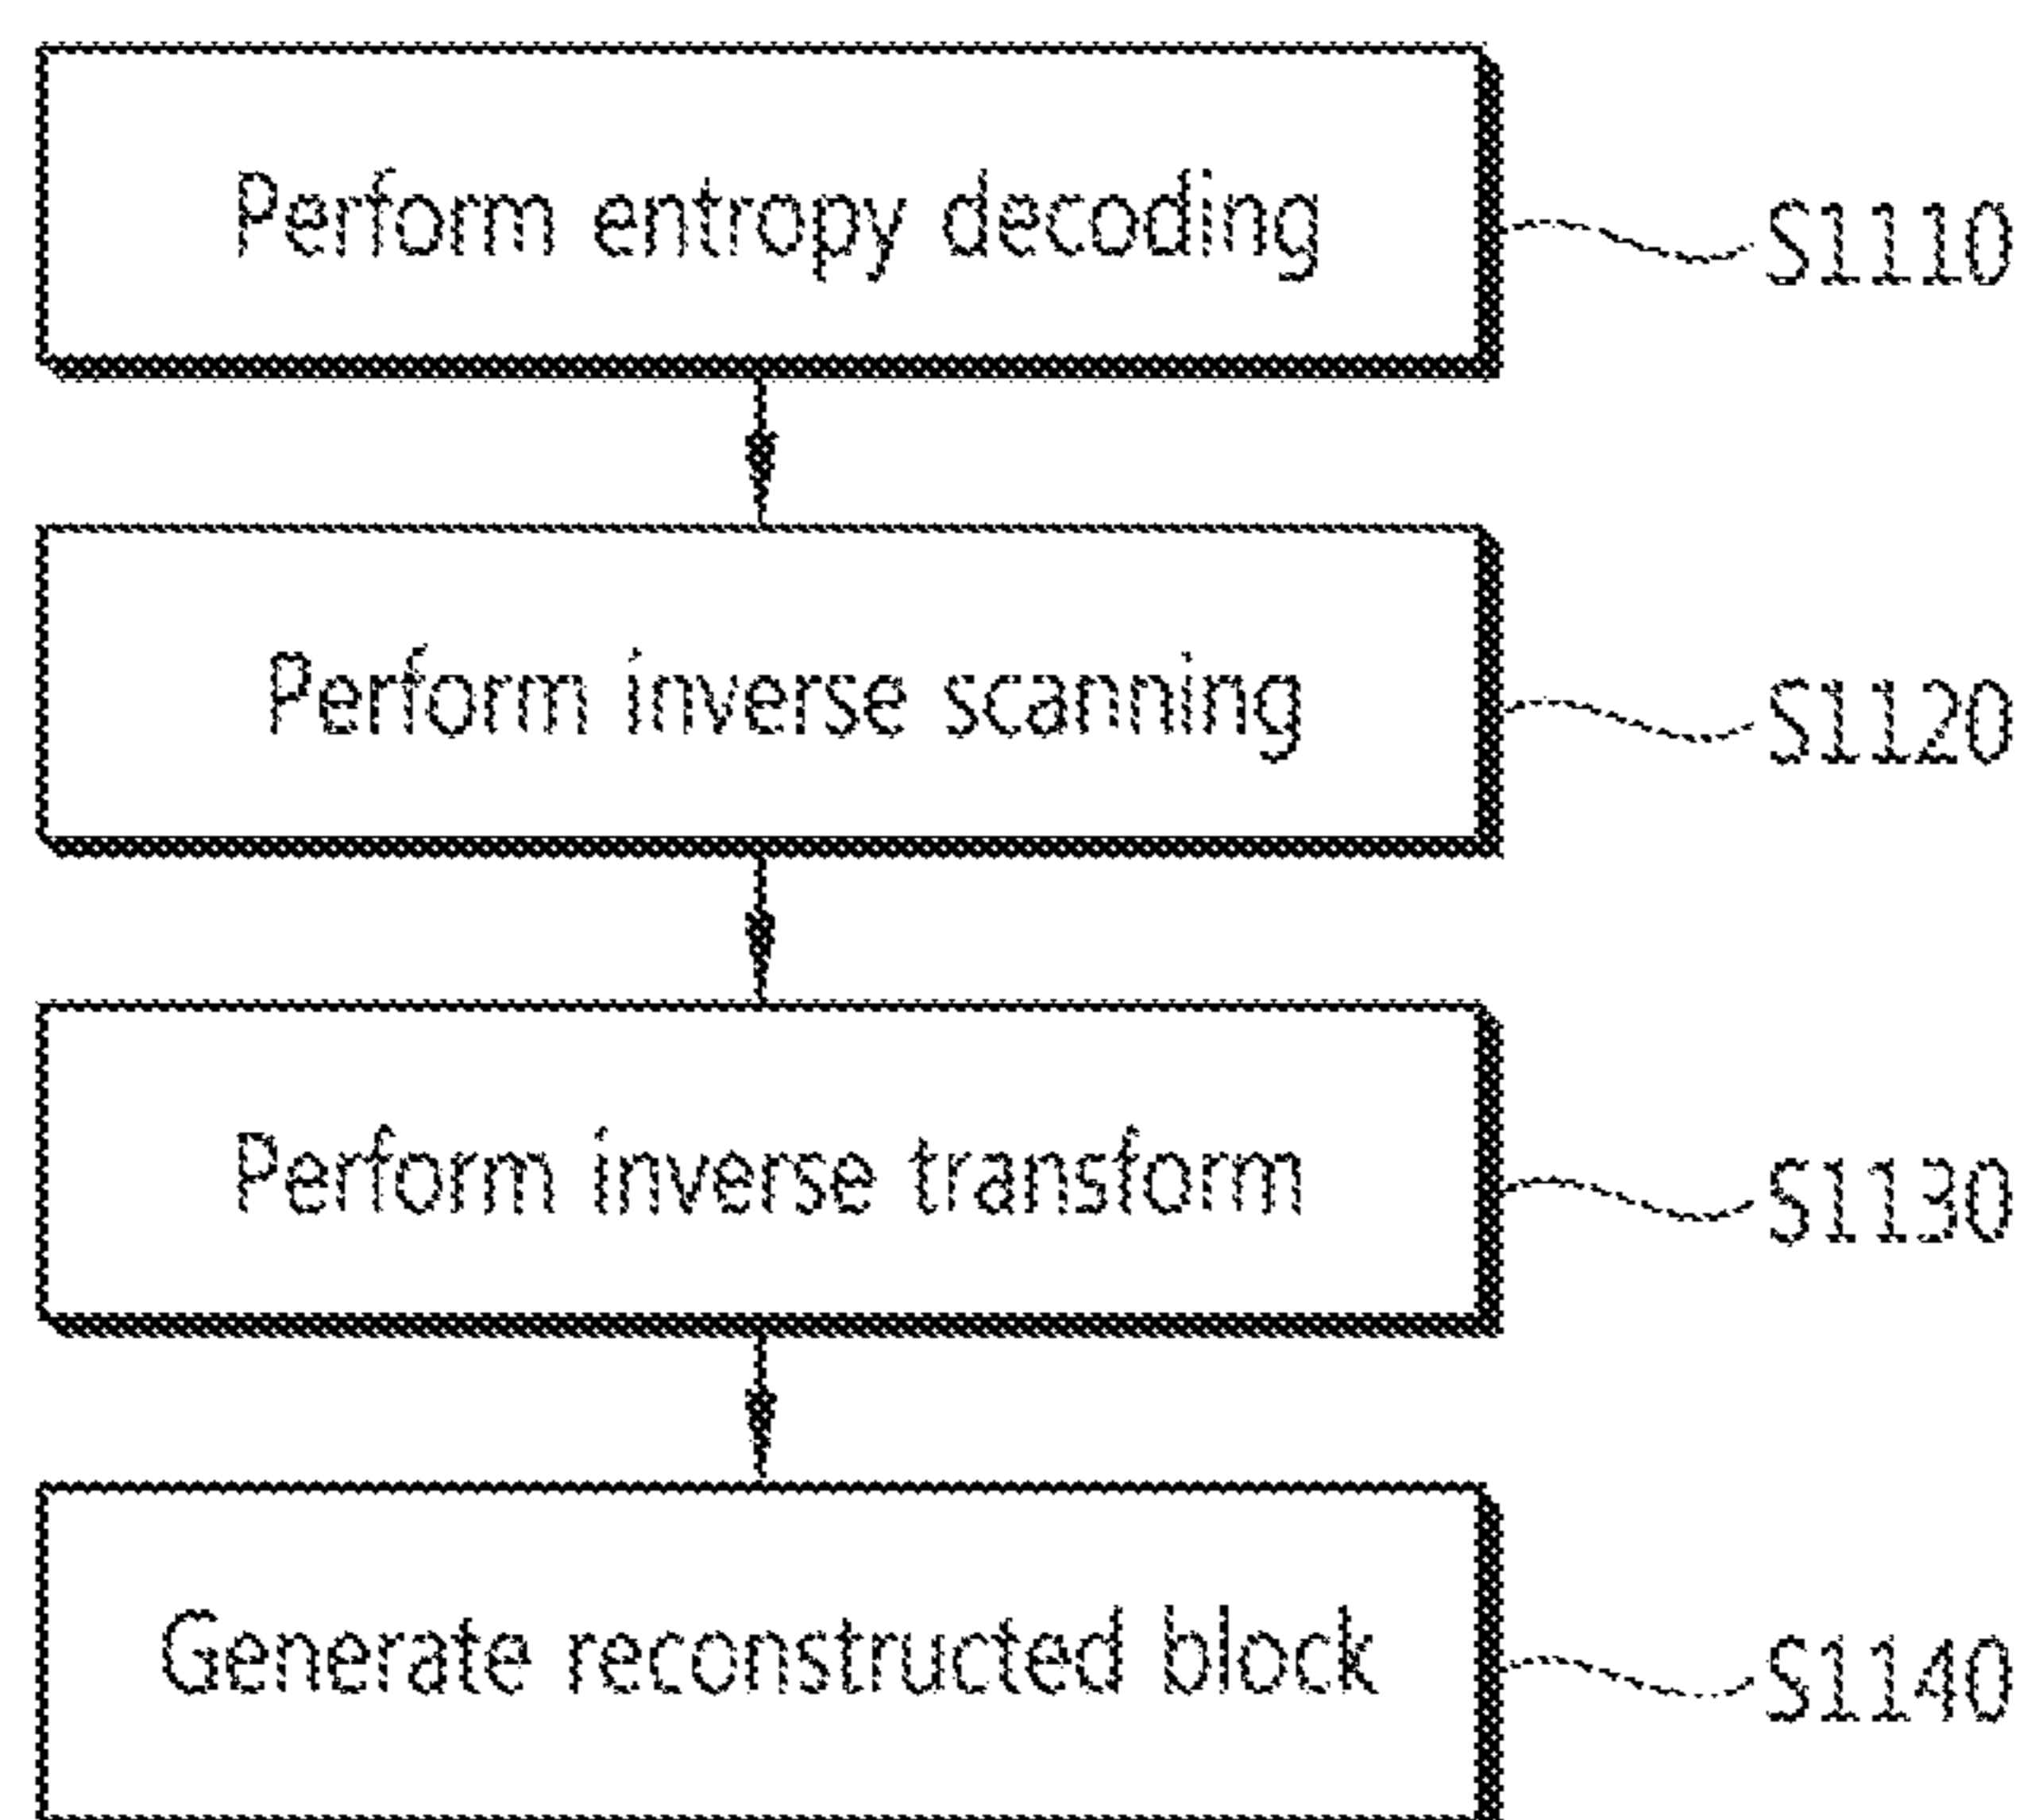 Perform entropy decoding
S1110
Perform inverse scanning
S1120
Perform inverse transform
S1130
Generate reconstructed block
S1140